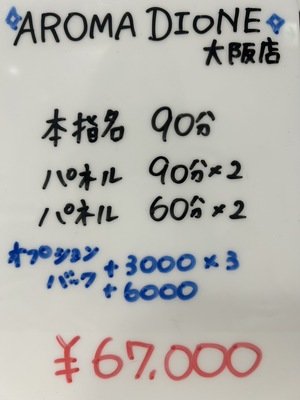 AROMA DIONE
大阪店
本指名 90分
パネル 90分×2
パネル 60分×2
オプション
バック +3000×3
+6000
¥67.000